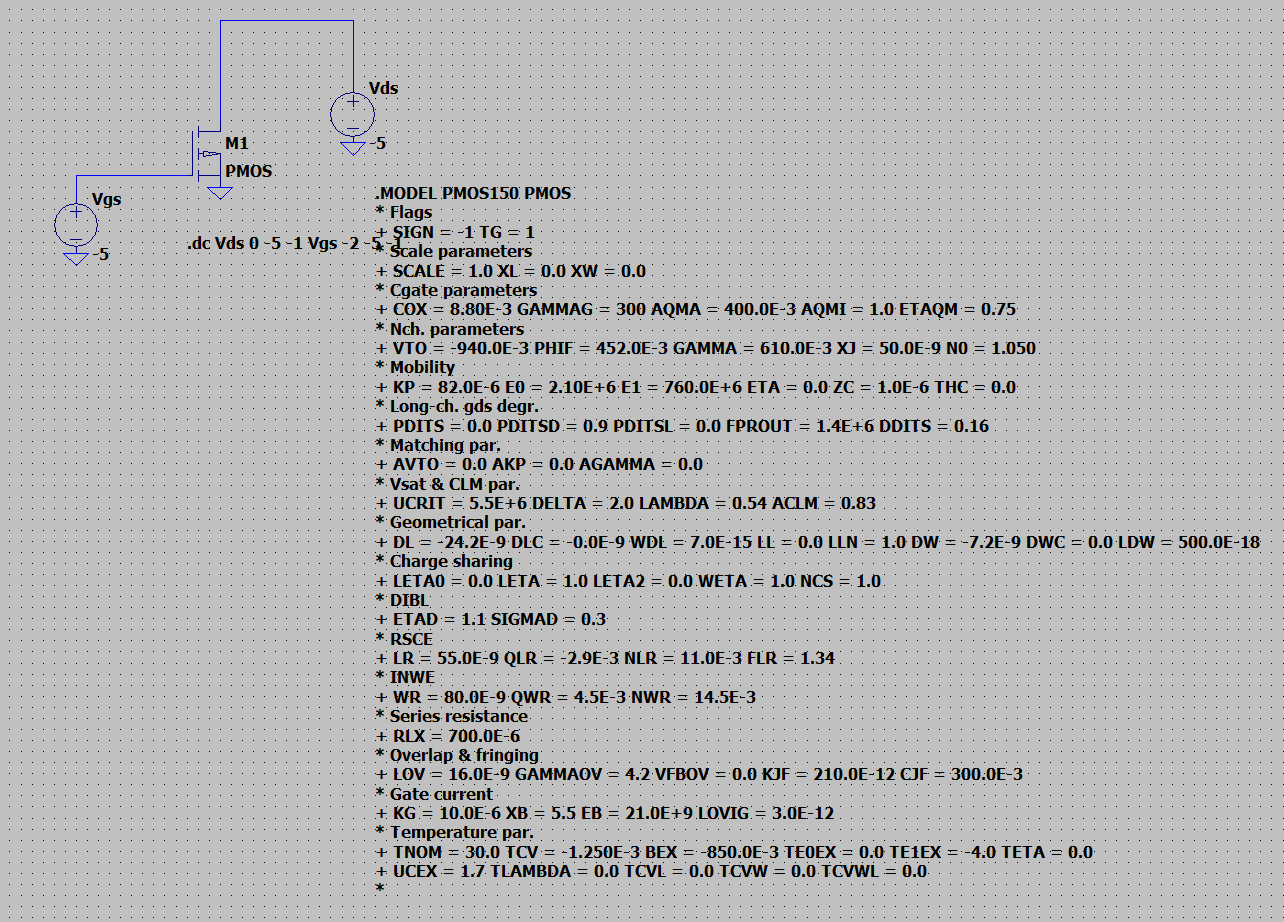 Vds
-5
M1
PMOS
Vgs
-5
.dc Vds 0 -5 -1 Vgs -2 -5 -1
.MODEL PMOS150 PMOS
* Flags
+ SIGN = -1 TG = 1
* Scale parameters
+ SCALE = 1.0 XL = 0.0 XW = 0.0
* Cgate parameters
+ COX = 8.80E-3 GAMMAG = 300 AQMA = 400.0E-3 AQMI = 1.0 ETAQM = 0.75
* Nch. parameters
+ VTO = -940.0E-3 PHIF = 452.0E-3 GAMMA = 610.0E-3 XJ = 50.0E-9 N0 = 1.050
* Mobility
+ KP = 82.0E-6 E0 = 2.10E+6 E1 = 760.0E+6 ETA = 0.0 ZC = 1.0E-6 THC = 0.0
* Long-ch. gds degr.
+ PDITS = 0.0 PDITSD = 0.9 PDITSL = 0.0 FPROUT = 1.4E+6 DDITS = 0.16
* Matching par.
+ AVTO = 0.0 AKP = 0.0 AGAMMA = 0.0
* Vsat & CLM par.
+ UCRIT = 5.5E+6 DELTA = 2.0 LAMBDA = 0.54 ACLM = 0.83
* Geometrical par.
+ DL = -24.2E-9 DLC = -0.0E-9 WDL = 7.0E-15 LL = 0.0 LLN = 1.0 DW = -7.2E-9 DWC = 0.0 LDW = 500.0E-18
* Charge sharing
+ LETA0 = 0.0 LETA = 1.0 LETA2 = 0.0 WETA = 1.0 NCS = 1.0
* DIBL
+ ETAD = 1.1 SIGMAD = 0.3
* RSCE
+ LR = 55.0E-9 QLR = -2.9E-3 NLR = 11.0E-3 FLR = 1.34
* INWE
+ WR = 80.0E-9 QWR = 4.5E-3 NWR = 14.5E-3
* Series resistance
+ RLX = 700.0E-6
* Overlap & fringing
+ LOV = 16.0E-9 GAMMAOV = 4.2 VFBOV = 0.0 KJF = 210.0E-12 CJF = 300.0E-3
* Gate current
+ KG = 10.0E-6 XB = 5.5 EB = 21.0E+9 LOVIG = 3.0E-12
* Temperature par.
+ TNOM = 30.0 TCV = -1.250E-3 BEX = -850.0E-3 TE0EX = 0.0 TE1EX = -4.0 TETA = 0.0
+ UCEX = 1.7 TLAMBDA = 0.0 TCVL = 0.0 TCVW = 0.0 TCVWL = 0.0
*